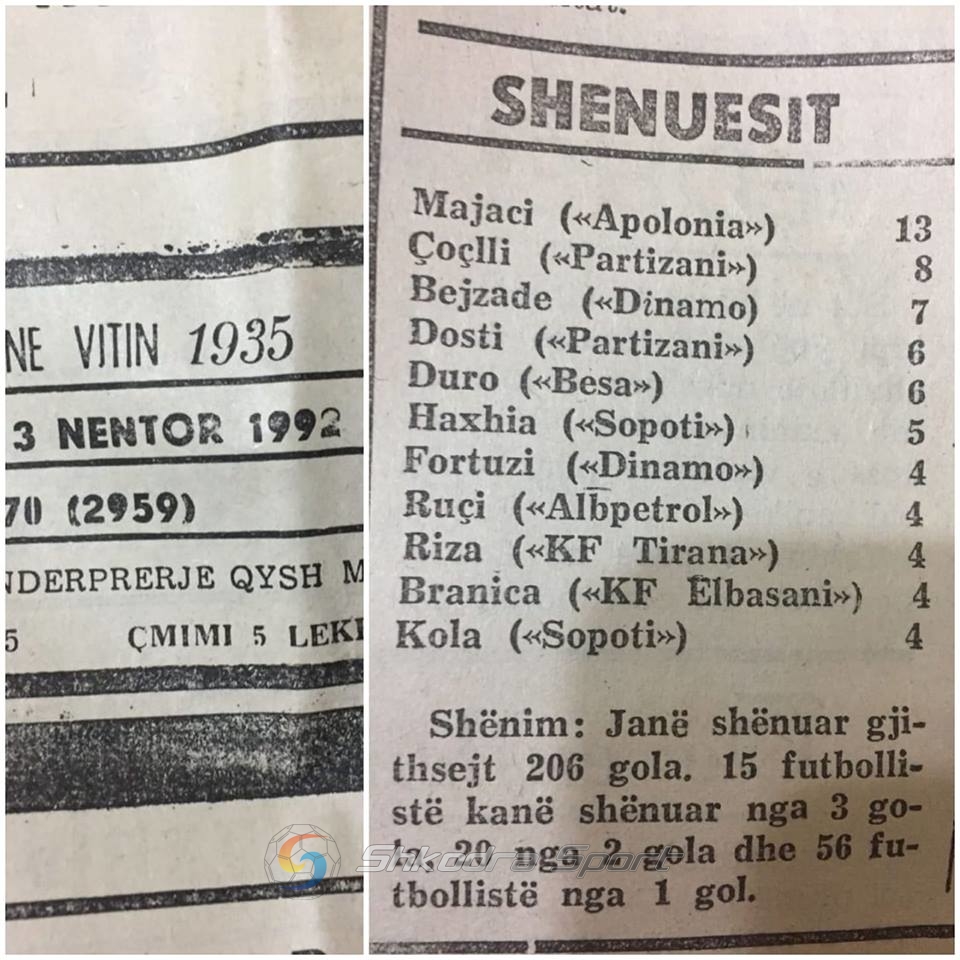 NE VITIN 1935
3 NENTOR 1992
70 (2959)
NDERPRERJE QYSH M
5 ÇMIMI 5 LEKE
SHENUESIT
Majaci («Apolonia») 13
Çoçlli («Partizani») 8
Bejzade («Dinamo) 7
Dosti («Partizani») 6
Duro («Besa») 6
Haxhia («Sopoti») 5
Fortuzi («Dinamo») 4
Ruçi («Albpetrol») 4
Riza («KF Tirana») 4
Branica («KF Elbasani») 4
Kola («Sopoti») 4
Shënim: Janë shënuar gji-
thsejt 206 gola. 15 futbolli-
stë kanë shënuar nga 3 go-
la, 20 nga 2 gola dhe 56 fu-
tbollistë nga 1 gol.
Shkodra Sport